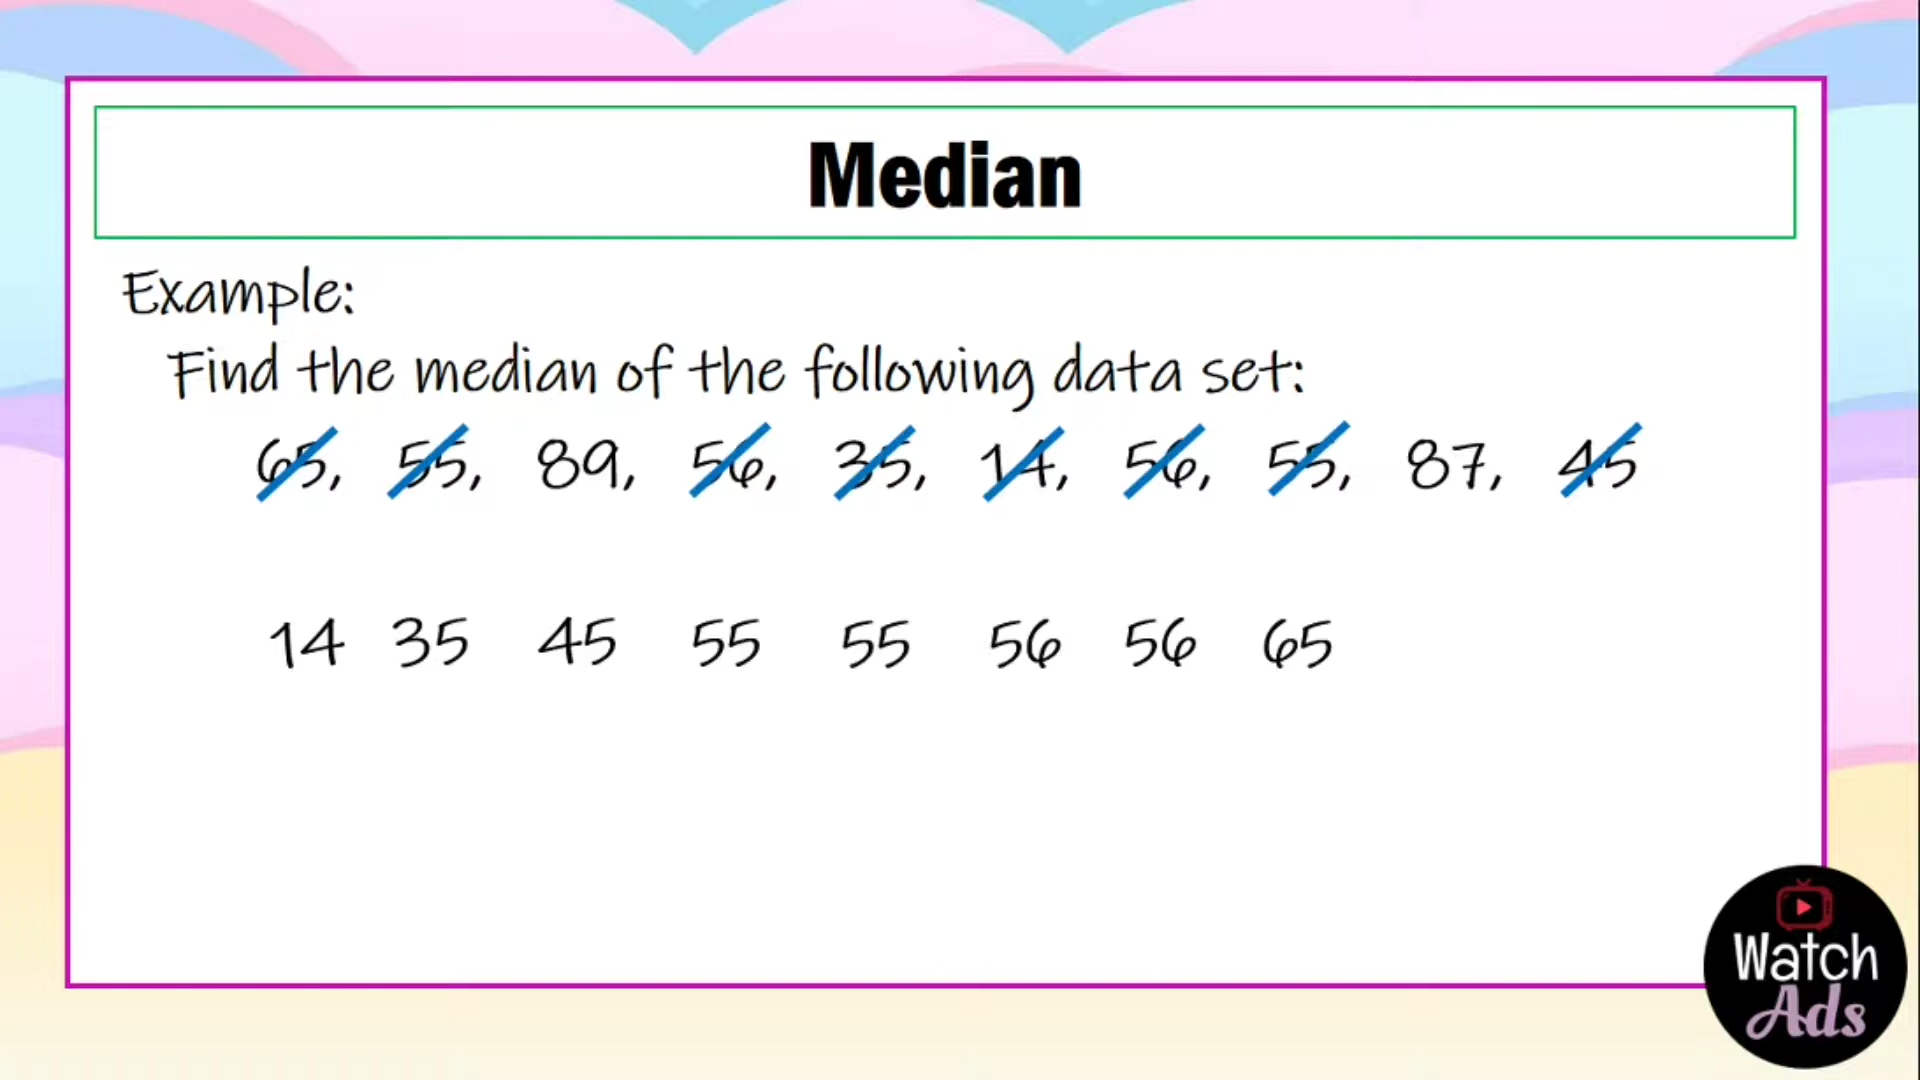 Median
Example:
Find the median of the following data set:
65, 55, 89, 56, 35, 14, 56, 55, 87, 45
14 35 45 55 55 56 56 65
Watch
Ads